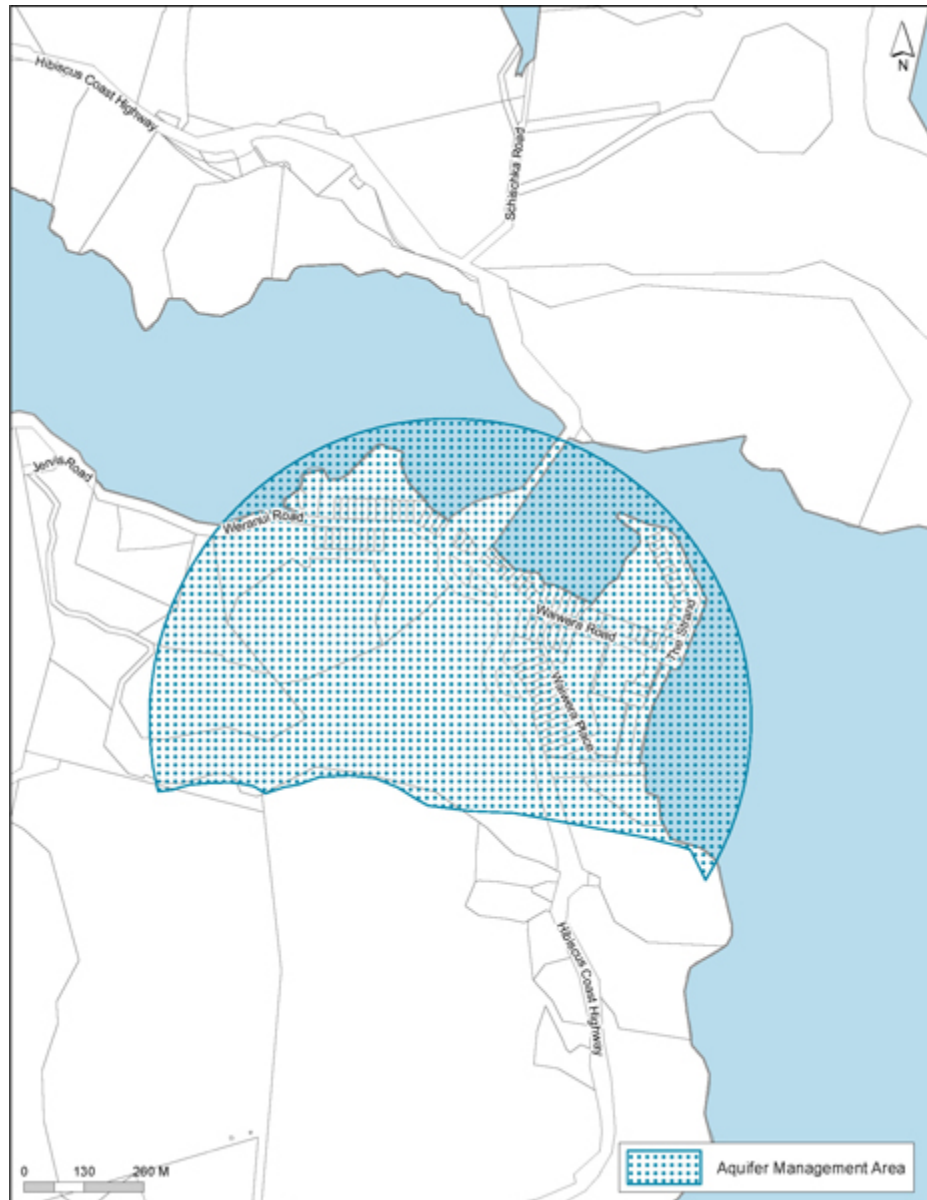 N
Hibiscus Coast Highway
Schischka Road
Jervis Road
Weranui Road
Waiwera Road
The Strand
Waiwera Place
Hibiscus Coast Highway
0 130 260 M
Aquifer Management Area